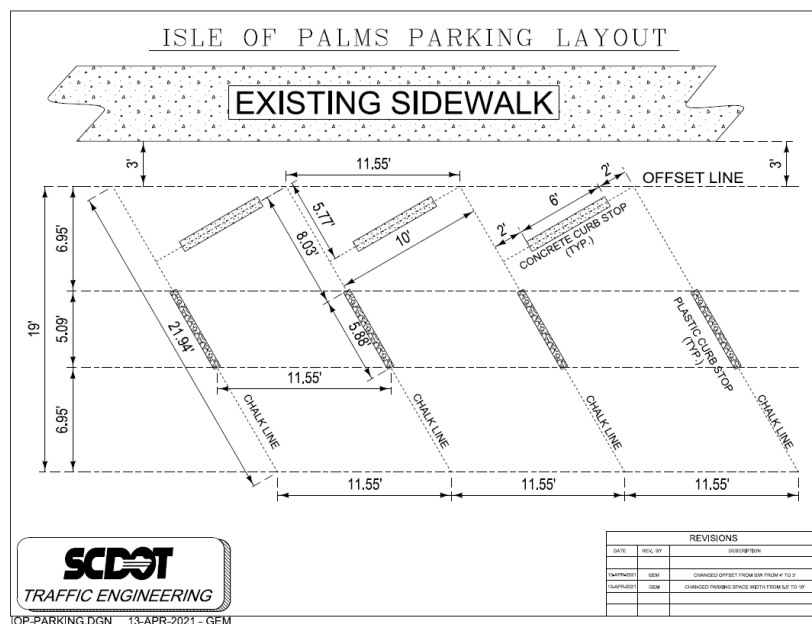 ISLE OF PALMS PARKING LAYOUT
EXISTING SIDEWALK
3'
11.55'
3'
OFFSET LINE
2'
6'
2'
CONCRETE CURB STOP
(TYP.)
5.77'
10'
8.03'
5.88'
6.95'
5.09'
6.95'
19'
21.94'
11.55'
PLASTIC CURB STOP
(TYP.)
CHALK LINE
CHALK LINE
CHALK LINE
CHALK LINE
11.55'
11.55'
11.55'
SCDOT
TRAFFIC ENGINEERING
REVISIONS
DATE REV. BY DESCRIPTION
13-APR-2021 GEM CHANGED OFFSET FROM S/W FROM 4' TO 3'
13-APR-2021 GEM CHANGED PARKING SPACE WIDTH FROM TO 10'
IOP-PARKING.DGN 13-APR-2021 - GEM